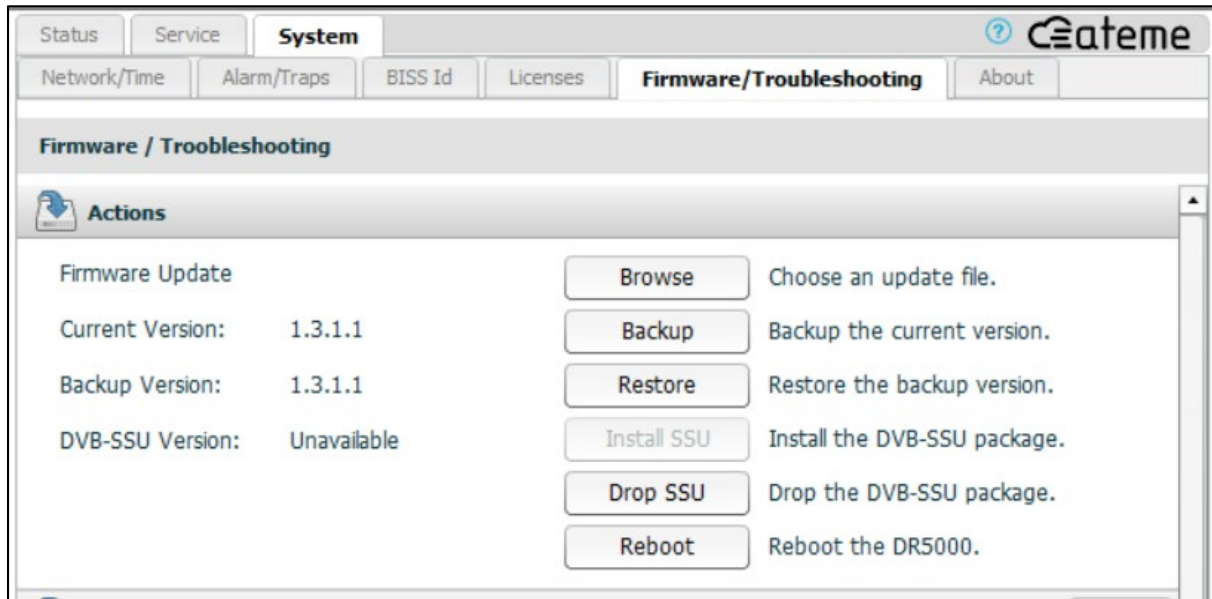 Status Service System ? ateme
Network/Time Alarm/Traps BISS Id Licenses Firmware/Troubleshooting About
Firmware / Troobleshooting
Actions
Firmware Update Browse Choose an update file.
Current Version: 1.3.1.1 Backup Backup the current version.
Backup Version: 1.3.1.1 Restore Restore the backup version.
DVB-SSU Version: Unavailable Install SSU Install the DVB-SSU package.
Drop SSU Drop the DVB-SSU package.
Reboot Reboot the DR5000.